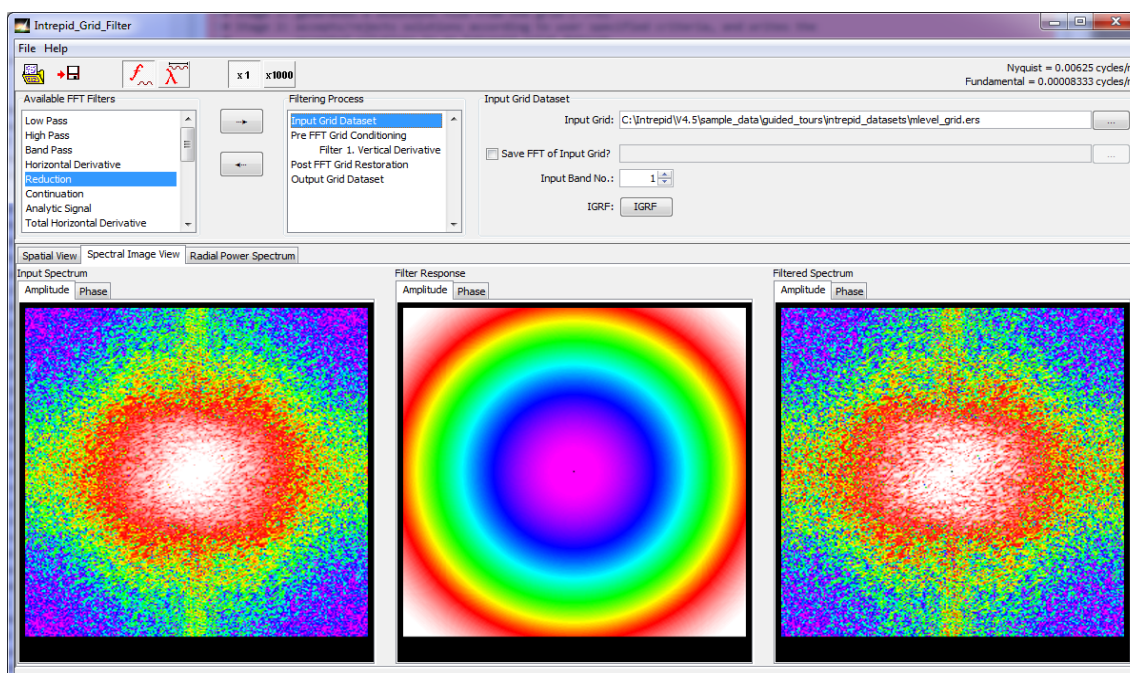 Intrepid_Grid_Filter
File Help
x1 x1000
Nyquist = 0.00625 cycles/
Fundamental = 0.00008333 cycles/
Available FFT Filters
Low Pass
High Pass
Band Pass
Horizontal Derivative
Reduction
Continuation
Analytic Signal
Total Horizontal Derivative
Filtering Process
Input Grid Dataset
Pre FFT Grid Conditioning
Filter 1. Vertical Derivative
Post FFT Grid Restoration
Output Grid Dataset
Input Grid Dataset
Input Grid: C:\Intrepid\V4.5\sample_data\guided_tours\intrepid_datasets\mlevel_grid.ers ...
Save FFT of Input Grid? ...
Input Band No.: 1
IGRF: IGRF
Spatial View Spectral Image View Radial Power Spectrum
Input Spectrum
Amplitude Phase
Filter Response
Amplitude Phase
Filtered Spectrum
Amplitude Phase